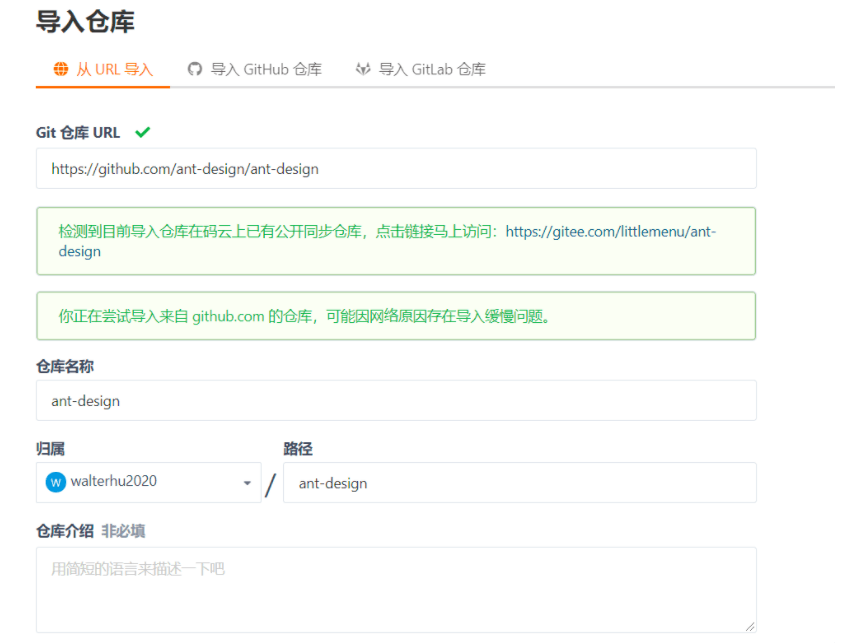 导入仓库
从 URL 导入 导入 GitHub 仓库 导入 GitLab 仓库
Git 仓库 URL
https://github.com/ant-design/ant-design
检测到目前导入仓库在码云上已有公开同步仓库，点击链接马上访问：https://gitee.com/littlemenu/ant-
design
你正在尝试导入来自 github.com 的仓库，可能因网络原因存在导入缓慢问题。
仓库名称
ant-design
归属 路径
W walterhu2020 / ant-design
仓库介绍 非必填
用简短的语言来描述一下吧